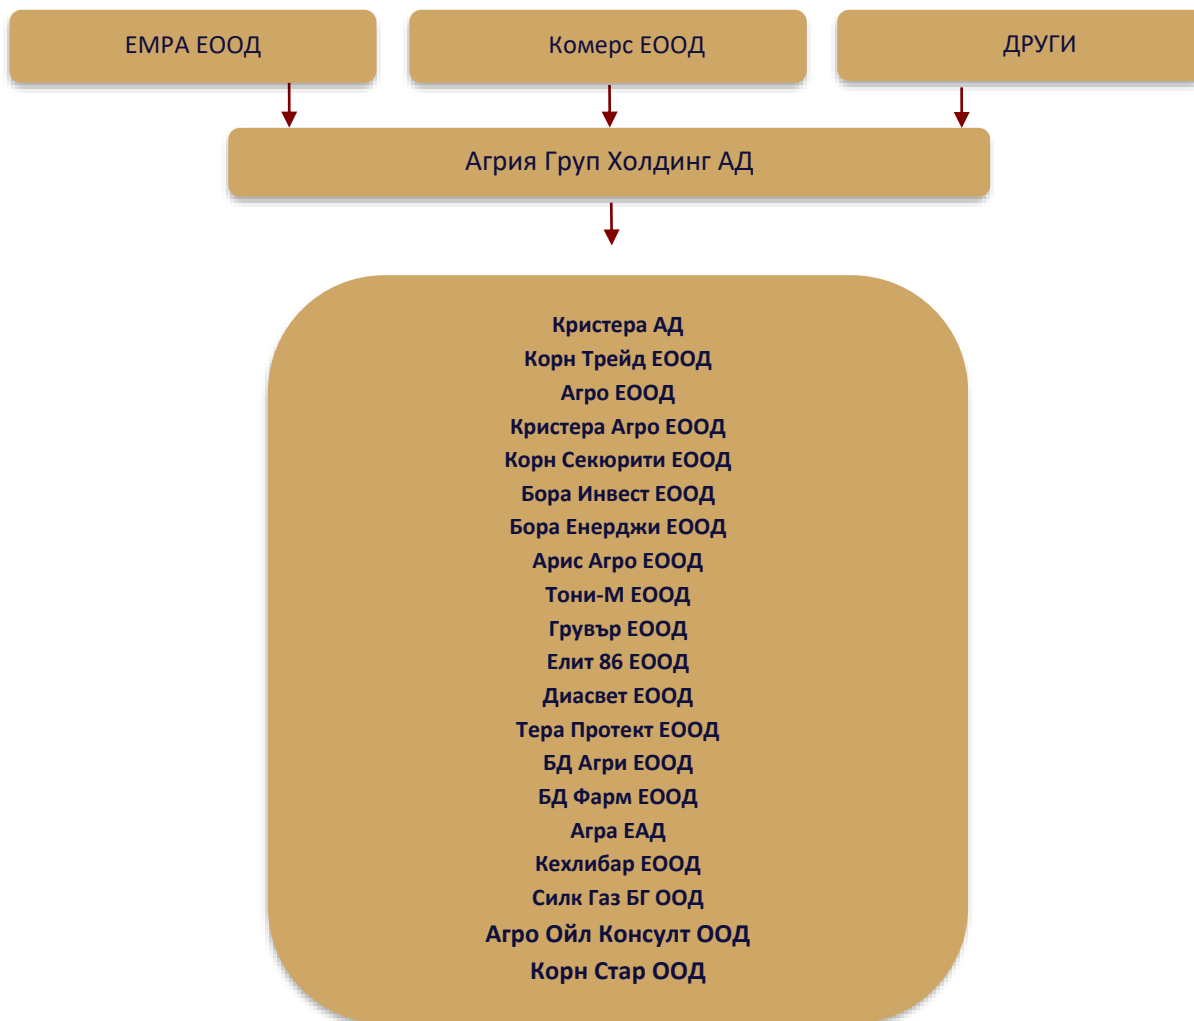 ЕМРА ЕООД
Комерс ЕООД
ДРУГИ
Агрия Груп Холдинг АД
Кристера АД
Корн Трейд ЕООД
Агро ЕООД
Кристера Агро ЕООД
Корн Секюрити ЕООД
Бора Инвест ЕООД
Бора Енерджи ЕООД
Арис Агро ЕООД
Тони-М ЕООД
Грувър ЕООД
Елит 86 ЕООД
Диасвет ЕООД
Тера Протект ЕООД
БД Агри ЕООД
БД Фарм ЕООД
Агра ЕАД
Кехлибар ЕООД
Силк Газ БГ ООД
Агро Ойл Консулт ООД
Корн Стар ООД